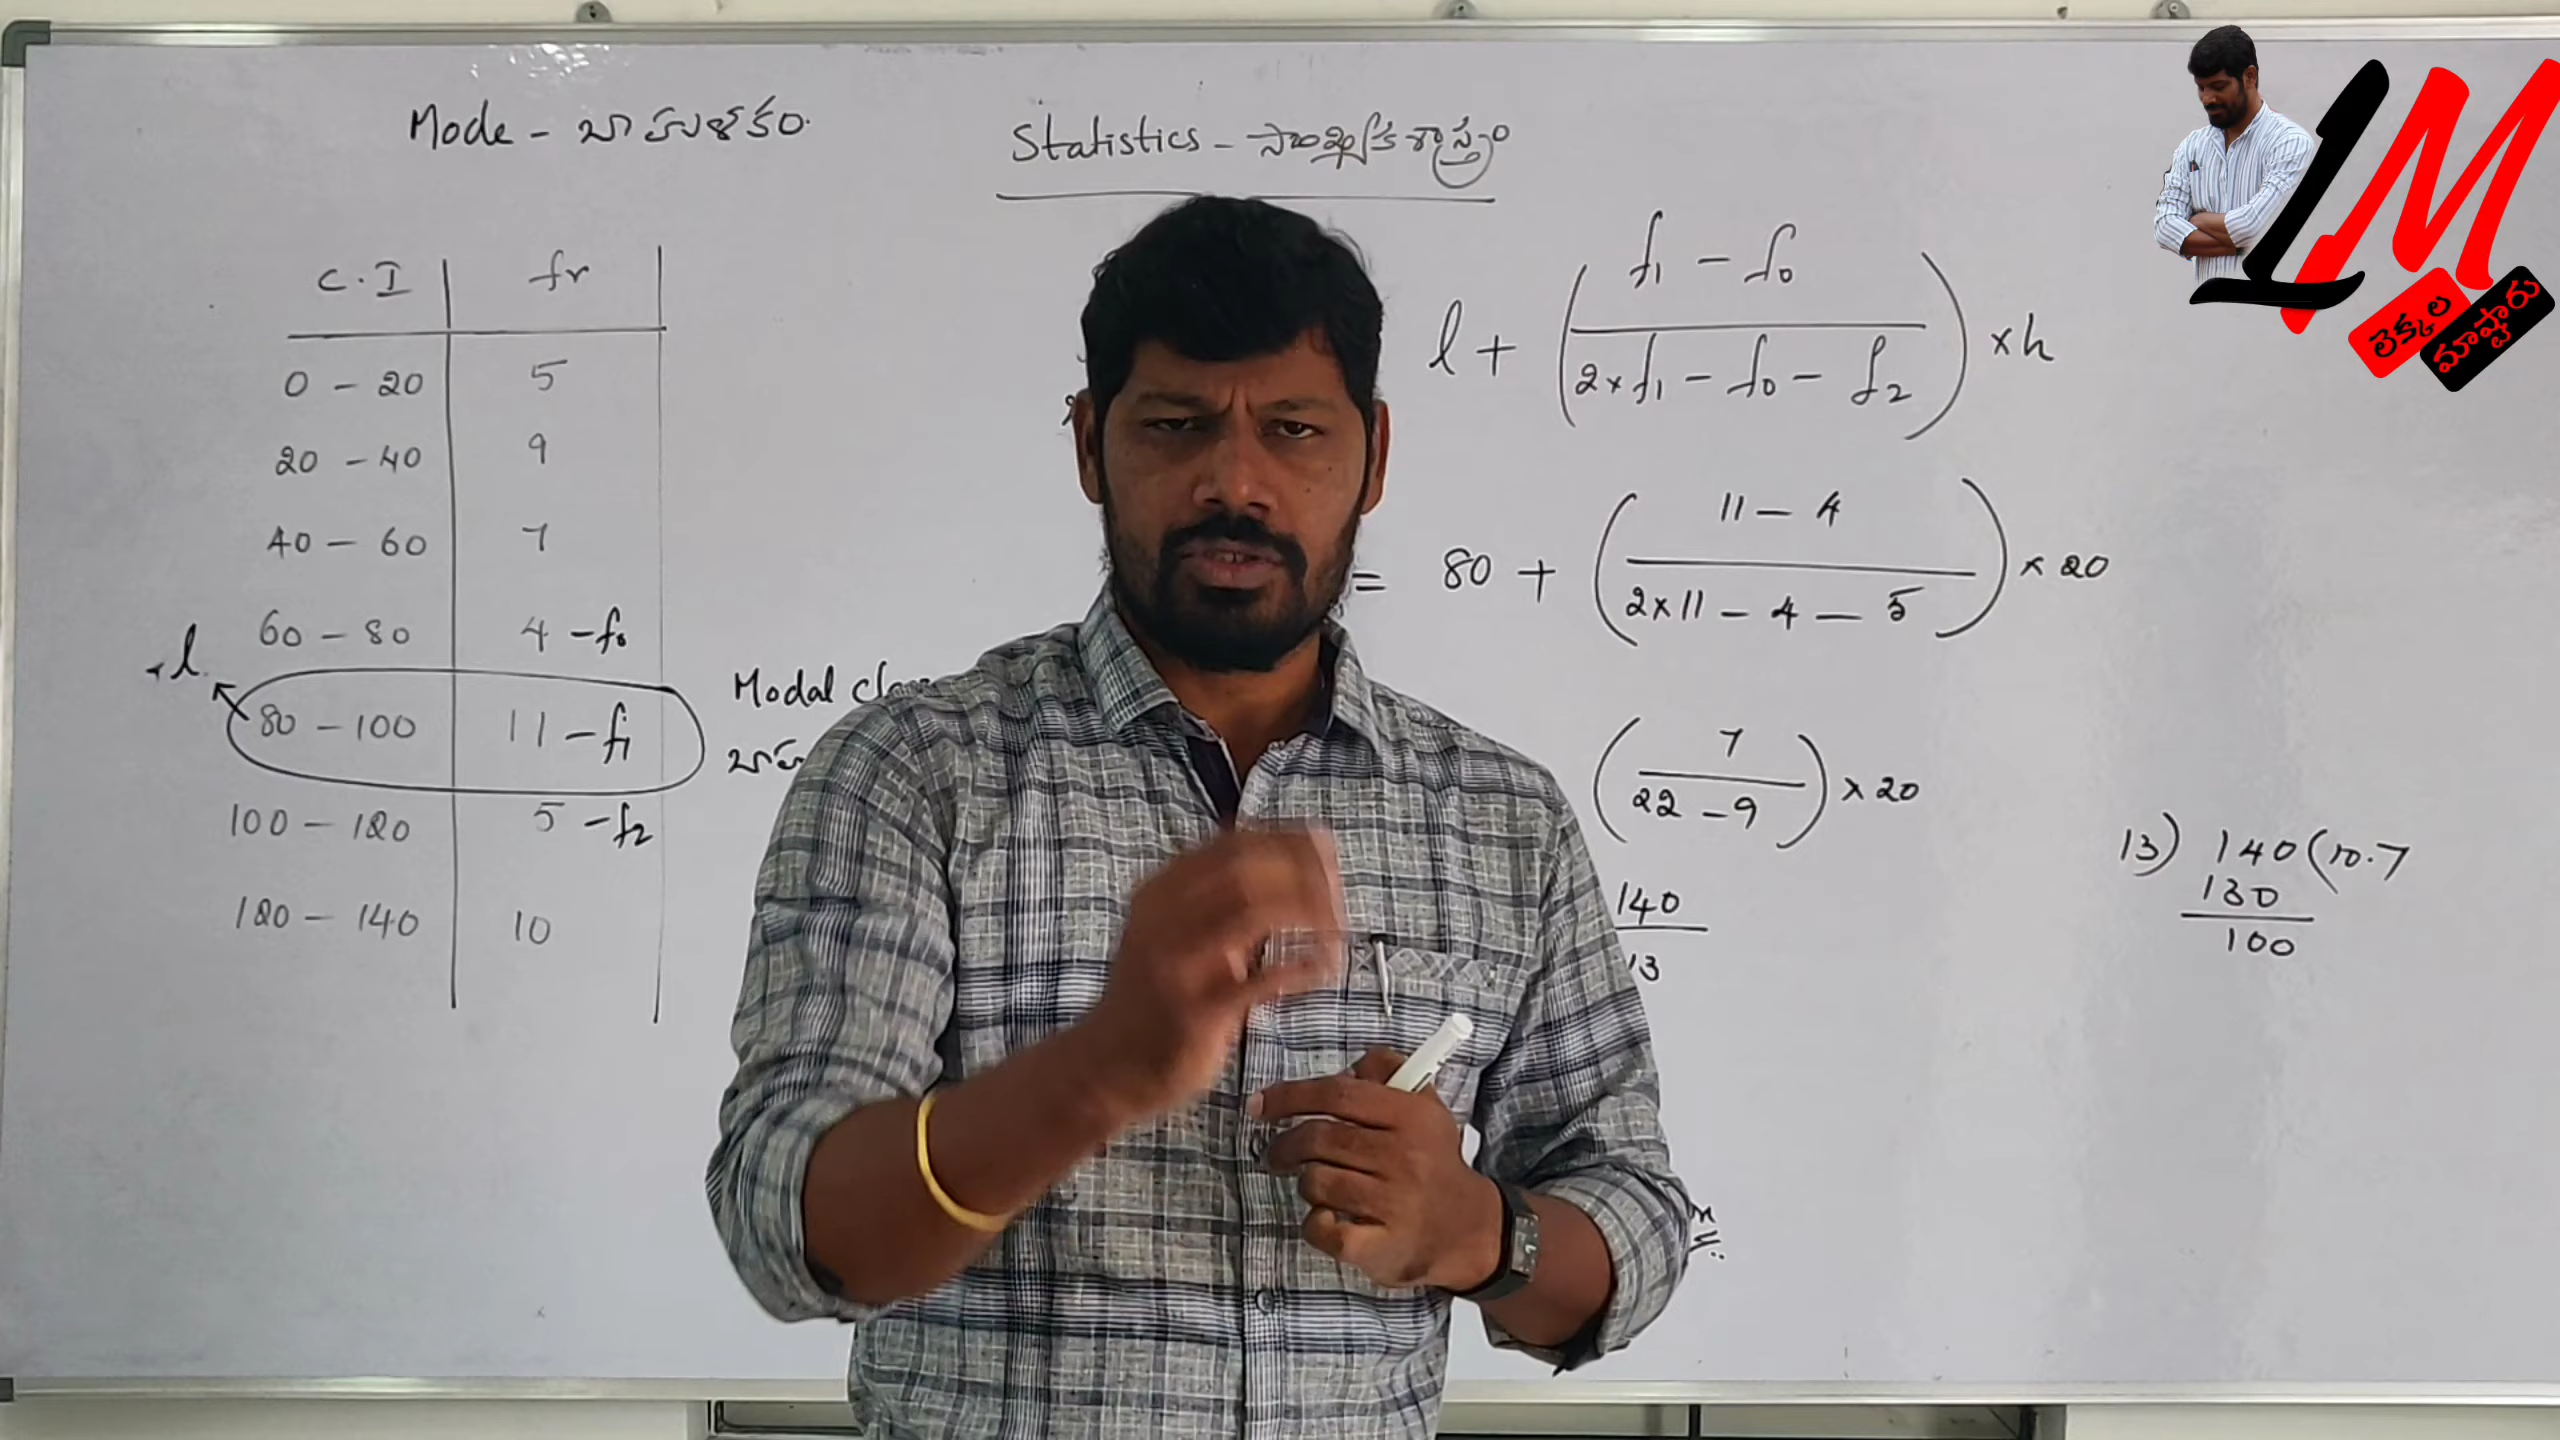 Mode - బాహుళకం
Statistics - సాంఖ్యిక శాస్త్రం
C.I fr
0 - 20 5
20 - 40 9
40 - 60 7
60 - 80 4 - f₀
l
80 - 100 11 - f₁
100 - 120 5 - f₂
120 - 140 10
Modal
l + ( f₁ - f₀ / 2×f₁ - f₀ - f₂ ) × h
= 80 + ( 11 - 4 / 2×11 - 4 - 5 ) × 20
( 7 / 22 - 9 ) × 20
140
13
13) 140 (10.7
130
100
LM
లెక్కల
మాష్టారు